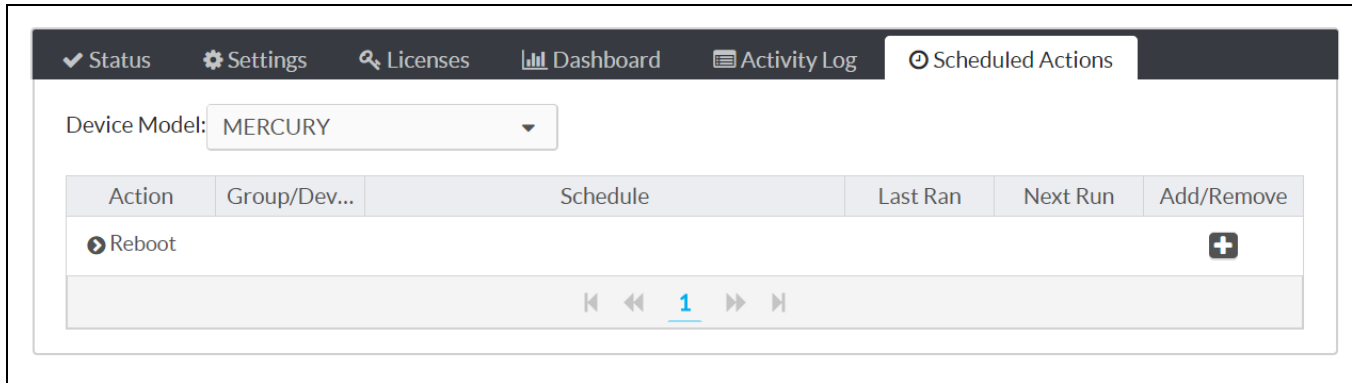 Status Settings Licenses Dashboard Activity Log Scheduled Actions
Device Model: MERCURY
Action Group/Dev... Schedule Last Ran Next Run Add/Remove
Reboot
1